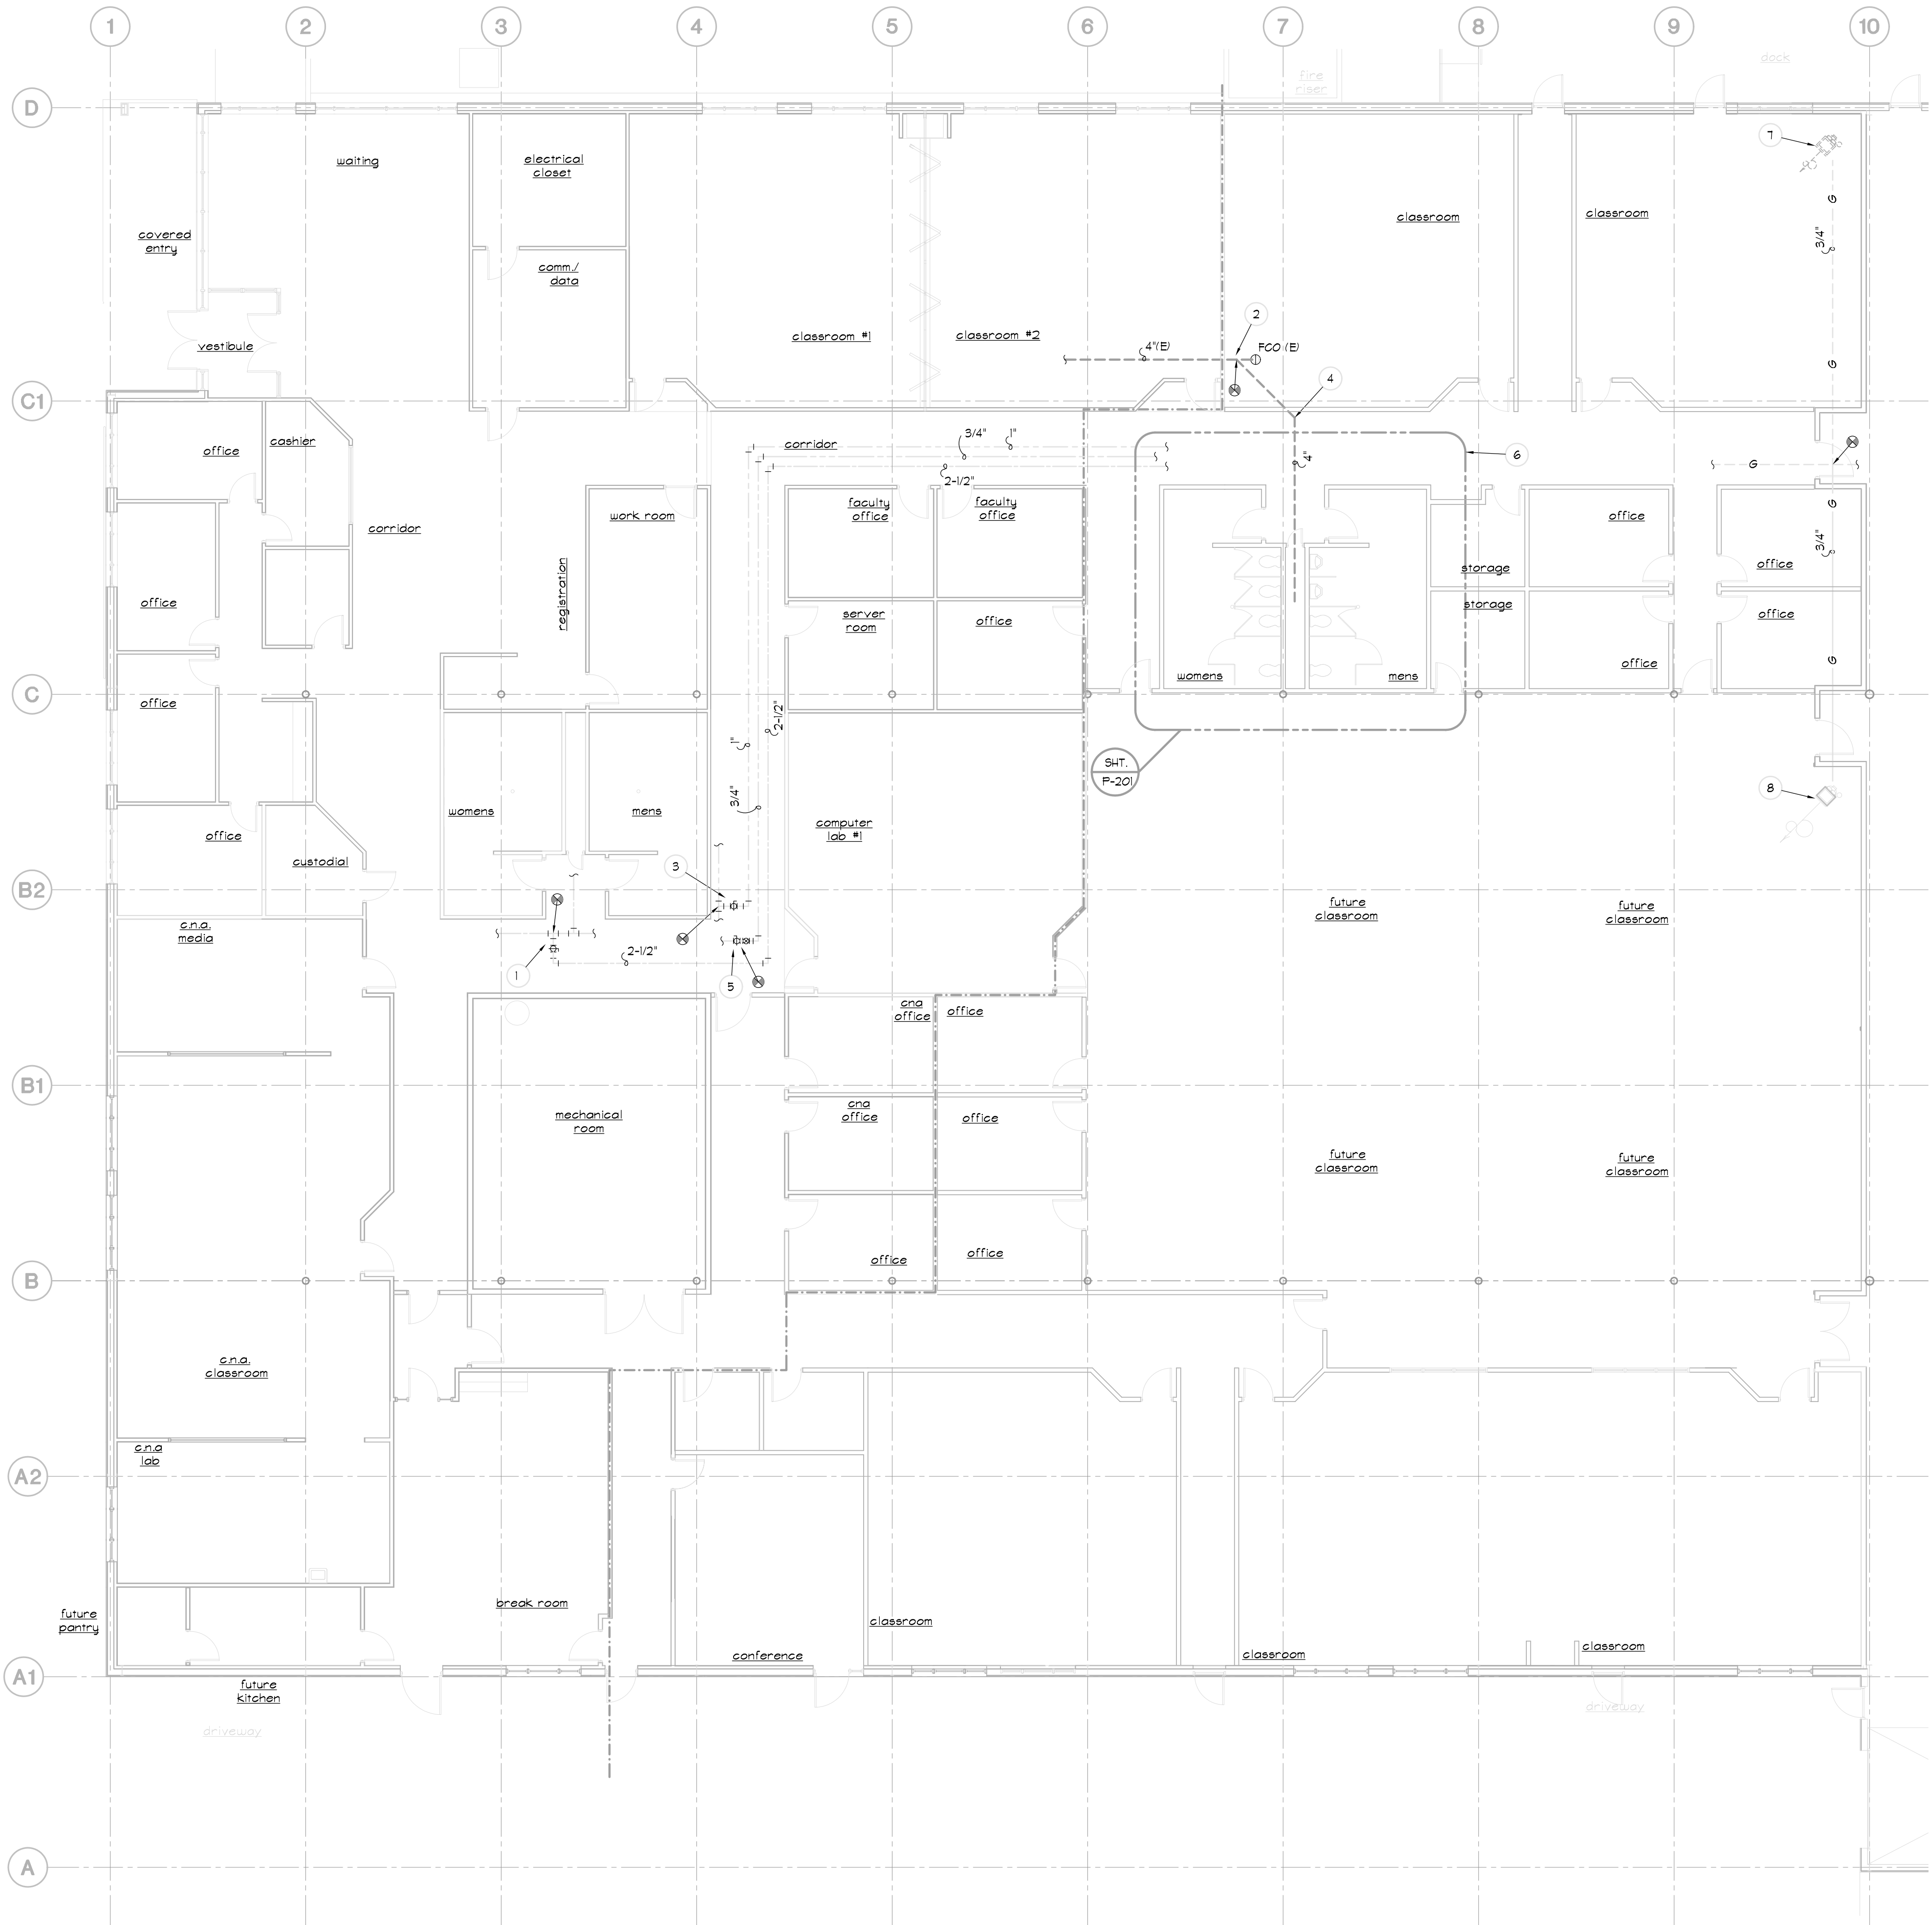 1 2 3 4 5 6 7 8 9 10
dock
fire
riser
D
7
waiting
electrical
closet
G
classroom
classroom
covered
entry
3/4"
comm./
data
2
classroom #1
classroom #2
vestibule
4"(E)
FCO (E)
G
4
C1
cashier
3/4"
1"
corridor
office
6
4"
G
2-1/2"
faculty
office
faculty
office
G
work room
office
corridor
3/4"
registration
storage
office
office
storage
server
room
office
office
G
office
womens
mens
C
office
2-1/2"
1"
SHT.
P-201
8
3/4"
womens
mens
computer
lab #1
office
custodial
3
B2
future
classroom
future
classroom
c.n.a.
media
2-1/2"
1
5
cna
office
office
B1
mechanical
room
cna
office
office
future
classroom
future
classroom
office
office
B
c.n.a.
classroom
c.n.a
lab
A2
break room
future
pantry
classroom
classroom
conference
classroom
A1
future
kitchen
driveway
driveway
A